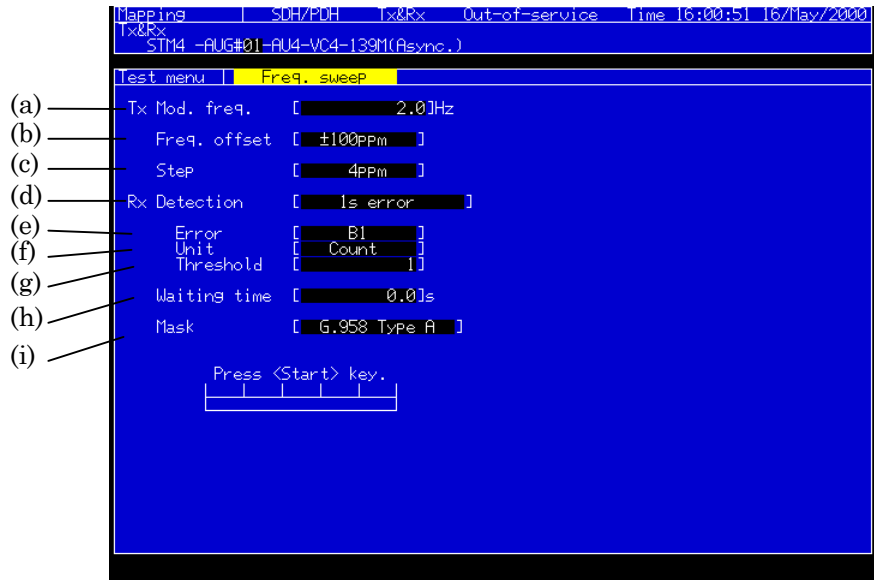 Mapping | SDH/PDH Tx&Rx Out-of-service Time 16:00:51 16/May/2000
Tx&Rx
STM4 -AUG#01-AU4-VC4-139M(Async.)
Test menu | Freq. sweep
(a) Tx Mod. freq. [ 2.0]Hz
(b) Freq. offset [ ±100ppm ]
(c) Step [ 4ppm ]
(d) Rx Detection [ 1s error ]
(e) Error [ B1 ]
(f) Unit [ Count ]
(g) Threshold [ 1]
(h) Waiting time [ 0.0]s
(i) Mask [ G.958 Type A ]
Press <Start> key.